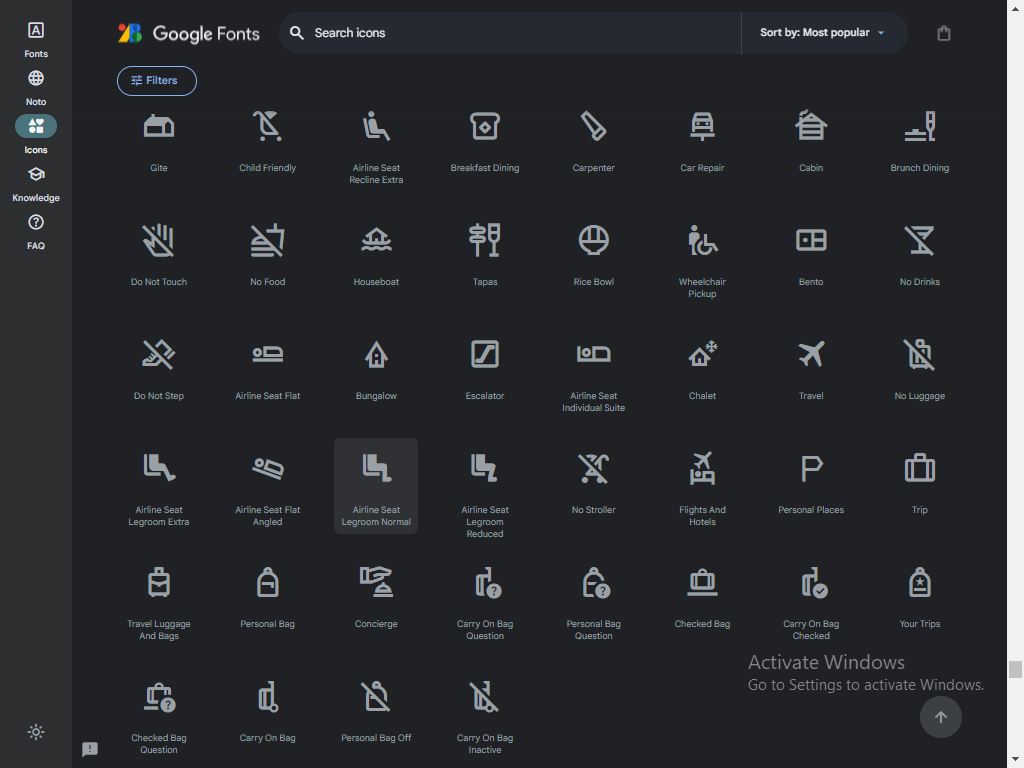 Fonts
Noto
Icons
Knowledge
FAQ
Google Fonts
Search icons
Sort by: Most popular
Filters
Gite
Child Friendly
Airline Seat
Recline Extra
Breakfast Dining
Carpenter
Car Repair
Cabin
Brunch Dining
Do Not Touch
No Food
Houseboat
Tapas
Rice Bowl
Wheelchair
Pickup
Bento
No Drinks
Do Not Step
Airline Seat Flat
Bungalow
Escalator
Airline Seat
Individual Suite
Chalet
Travel
No Luggage
Airline Seat
Legroom Extra
Airline Seat Flat
Angled
Airline Seat
Legroom Normal
Airline Seat
Legroom
Reduced
No Stroller
Flights And
Hotels
Personal Places
Trip
Travel Luggage
And Bags
Personal Bag
Concierge
Carry On Bag
Question
Personal Bag
Question
Checked Bag
Carry On Bag
Checked
Your Trips
Checked Bag
Question
Carry On Bag
Personal Bag Off
Carry On Bag
Inactive
Activate Windows
Go to Settings to activate Windows.